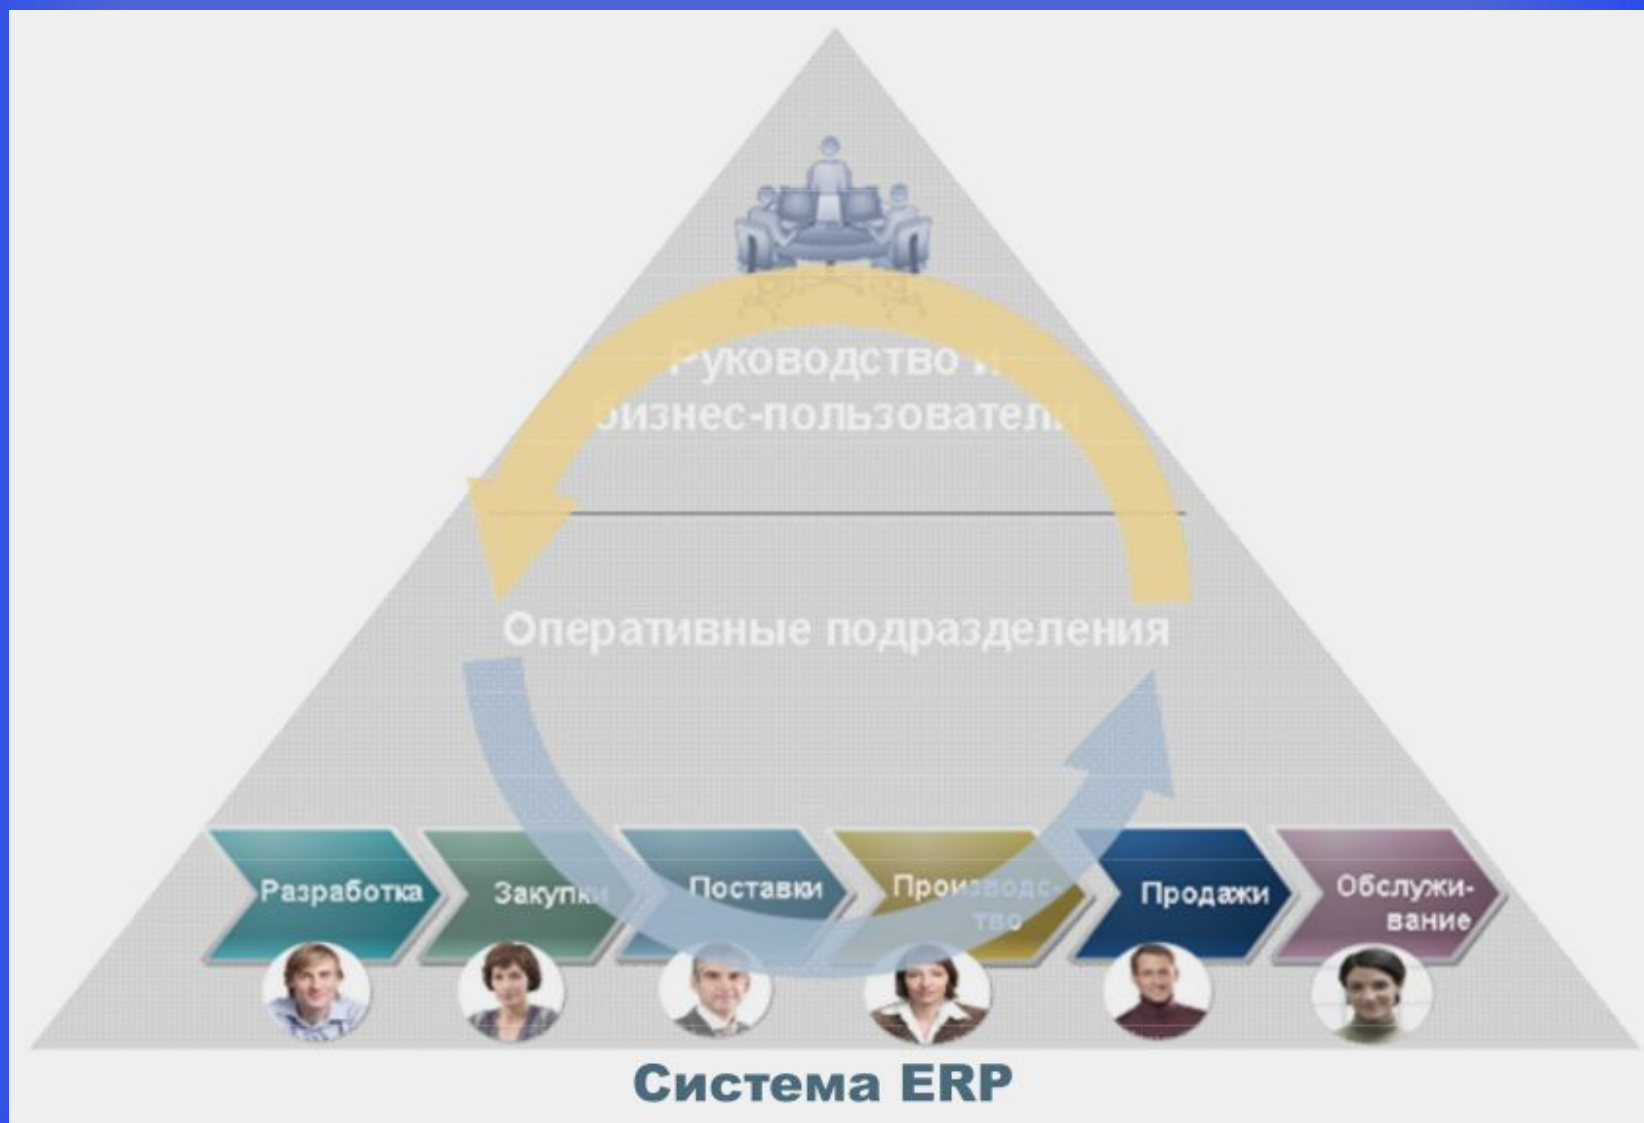 Руководство и
бизнес-пользователи
Оперативные подразделения
Разработка
Закупки
Поставки
Производс-
тво
Продажи
Обслужи-
вание
Система ERP